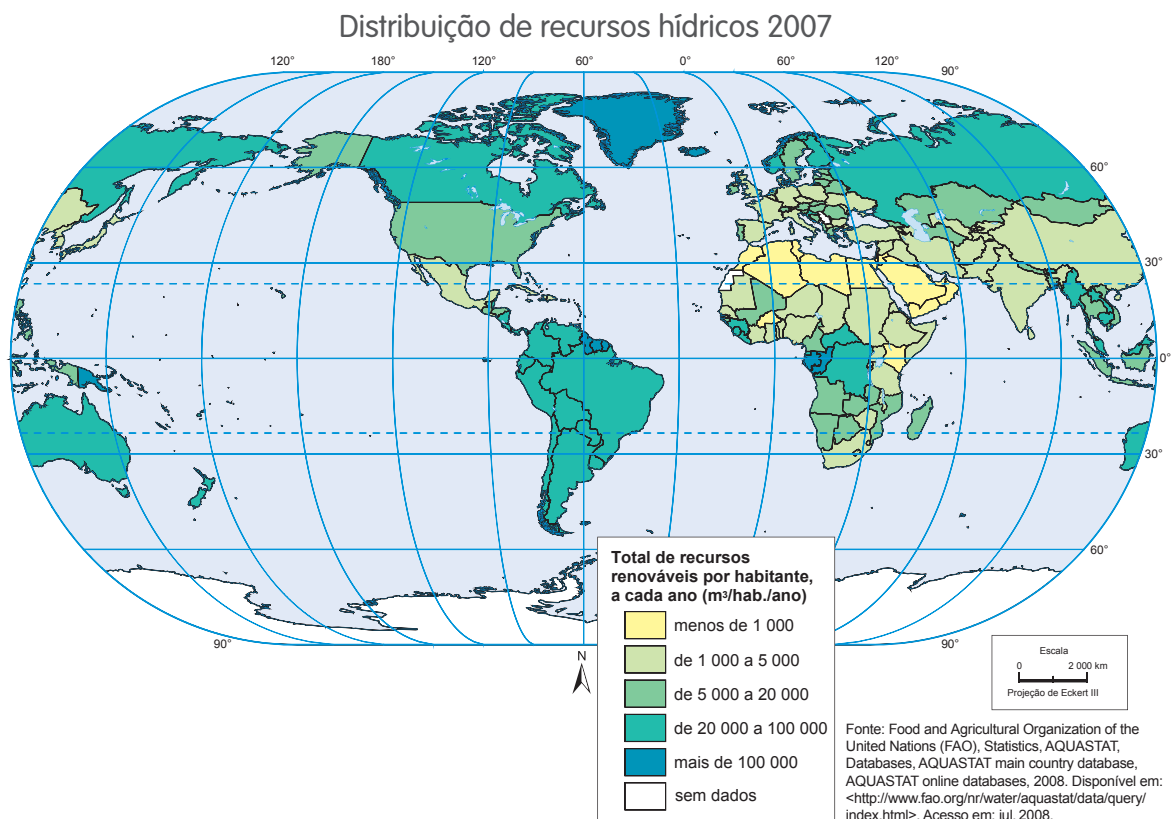 Distribuição de recursos hídricos 2007
120° 180° 120° 60° 0° 60° 120° 90°
60° 60°
30° 30°
0° 0°
30° 30°
60°
90° 90°
Total de recursos
renováveis por habitante,
a cada ano (m³/hab./ano)
menos de 1 000
de 1 000 a 5 000
de 5 000 a 20 000
de 20 000 a 100 000
mais de 100 000
sem dados
N
Escala
0 2 000 km
Projeção de Eckert III
Fonte: Food and Agricultural Organization of the
United Nations (FAO), Statistics, AQUASTAT,
Databases, AQUASTAT main country database,
AQUASTAT online databases, 2008. Disponível em:
<http://www.fao.org/nr/water/aquastat/data/query/
index.html>. Acesso em: jul. 2008.